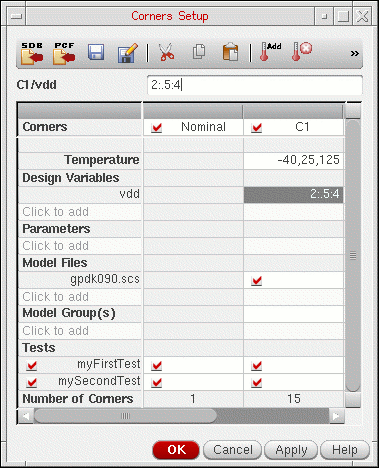 Corners Setup
SDB PCF Add »
C1/vdd 2:.5:4
Corners Nominal C1
Temperature -40,25,125
Design Variables
vdd 2:.5:4
Click to add
Parameters
Click to add
Model Files
gpdk090.scs
Click to add
Model Group(s)
Click to add
Tests
myFirstTest
mySecondTest
Number of Corners 1 15
OK Cancel Apply Help